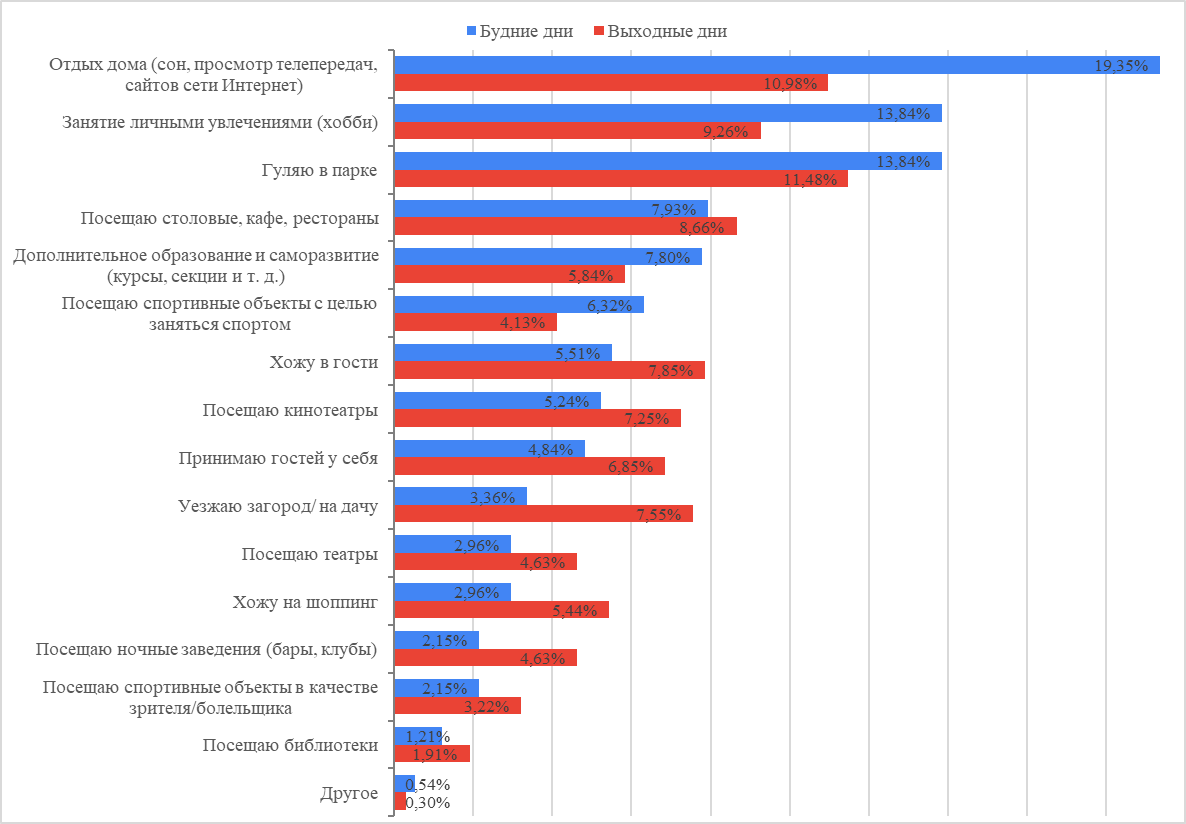 Будние дни Выходные дни
Отдых дома (сон, просмотр телепередач,
сайтов сети Интернет)
19,35%
10,98%
Занятие личными увлечениями (хобби)
13,84%
9,26%
Гуляю в парке
13,84%
11,48%
Посещаю столовые, кафе, рестораны
7,93%
8,66%
Дополнительное образование и саморазвитие
(курсы, секции и т. д.)
7,80%
5,84%
Посещаю спортивные объекты с целью
заняться спортом
6,32%
4,13%
Хожу в гости
5,51%
7,85%
Посещаю кинотеатры
5,24%
7,25%
Принимаю гостей у себя
4,84%
6,85%
Уезжаю загород/ на дачу
3,36%
7,55%
Посещаю театры
2,96%
4,63%
Хожу на шоппинг
2,96%
5,44%
Посещаю ночные заведения (бары, клубы)
2,15%
4,63%
Посещаю спортивные объекты в качестве
зрителя/болельщика
2,15%
3,22%
Посещаю библиотеки
1,21%
1,91%
Другое
0,54%
0,30%